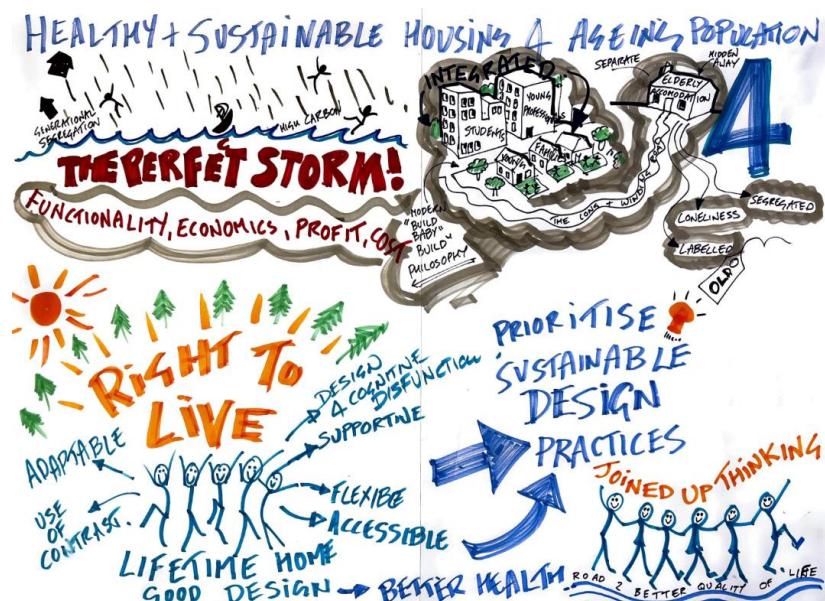 HEALTHY + SUSTAINABLE HOUSING 4 AGEING POPULATION
4
GENERATIONAL
SEGREGATION
HIGH CARBON
THE PERFET STORM!
FUNCTIONALITY, ECONOMICS, PROFIT, COST
INTEGRATED
STUDENTS
YOUNG
PROFESSIONALS
YOUNG
FAMILIES
SEPARATE
HIDDEN
AWAY
ELDERLY
ACCOMODATION
THE LONG + WINDING
"MODERN
"BUILD
BABY
BUILD"
PHILOSOPHY
LONELINESS
SEGREGATED
LABELLED
OLD
RIGHT TO
LIVE
ADAPTABLE
USE
OF
CONTRAST.
DESIGN
4 COGNITIVE
DISFUNCTION
SUPPORTIVE
FLEXIBLE
ACCESSIBLE
LIFETIME HOME
GOOD DESIGN → BETTER HEALTH.
PRIORITISE
SUSTAINABLE
DESIGN
PRACTICES
JOINED UP THINKING
ROAD 2 BETTER QUALITY OF LIFE